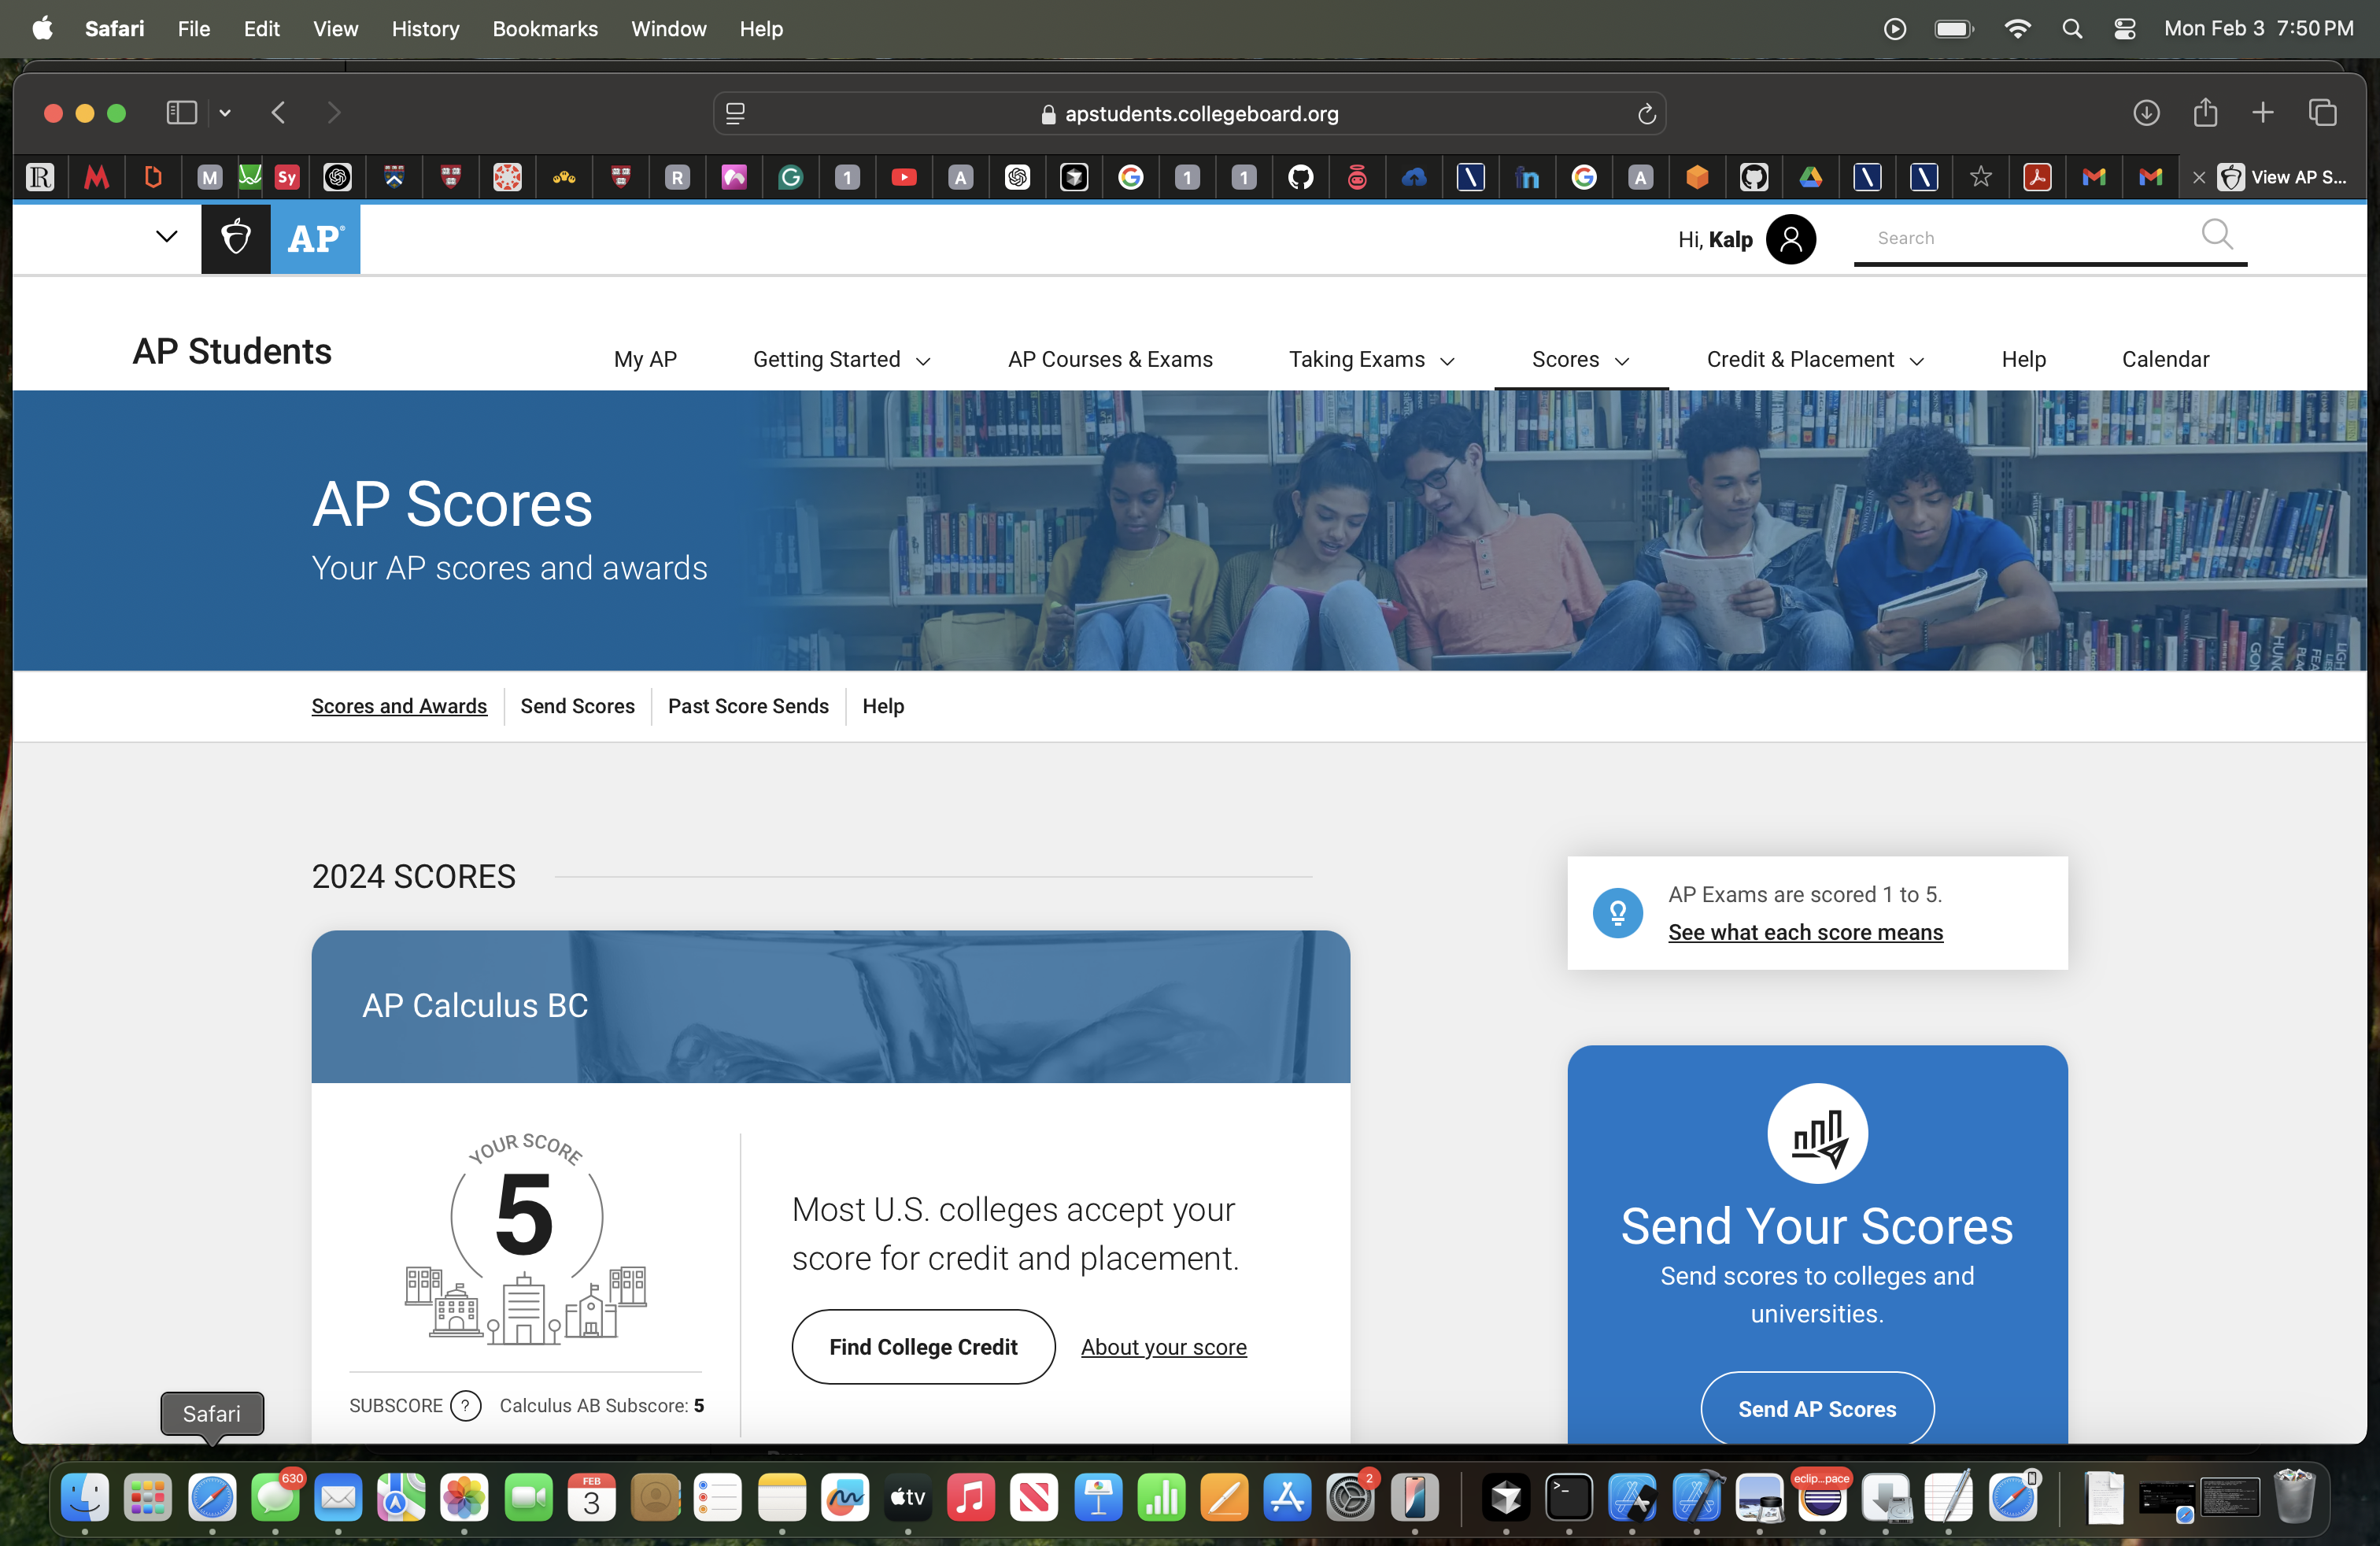 Safari File Edit View History Bookmarks Window Help Mon Feb 3 7:50 PM
apstudents.collegeboard.org
R M M Sy R 1 A G 1 1 in G A View AP S...
AP Hi, Kalp Search
AP Students My AP Getting Started AP Courses & Exams Taking Exams Scores Credit & Placement Help Calendar
AP Scores
Your AP scores and awards
Scores and Awards Send Scores Past Score Sends Help
2024 SCORES
AP Exams are scored 1 to 5.
See what each score means
AP Calculus BC
YOUR SCORE
5
Most U.S. colleges accept your
score for credit and placement.
Find College Credit About your score
SUBSCORE ? Calculus AB Subscore: 5
Send Your Scores
Send scores to colleges and
universities.
Send AP Scores
Safari
630 FEB 3 tv 2 eclip...pace